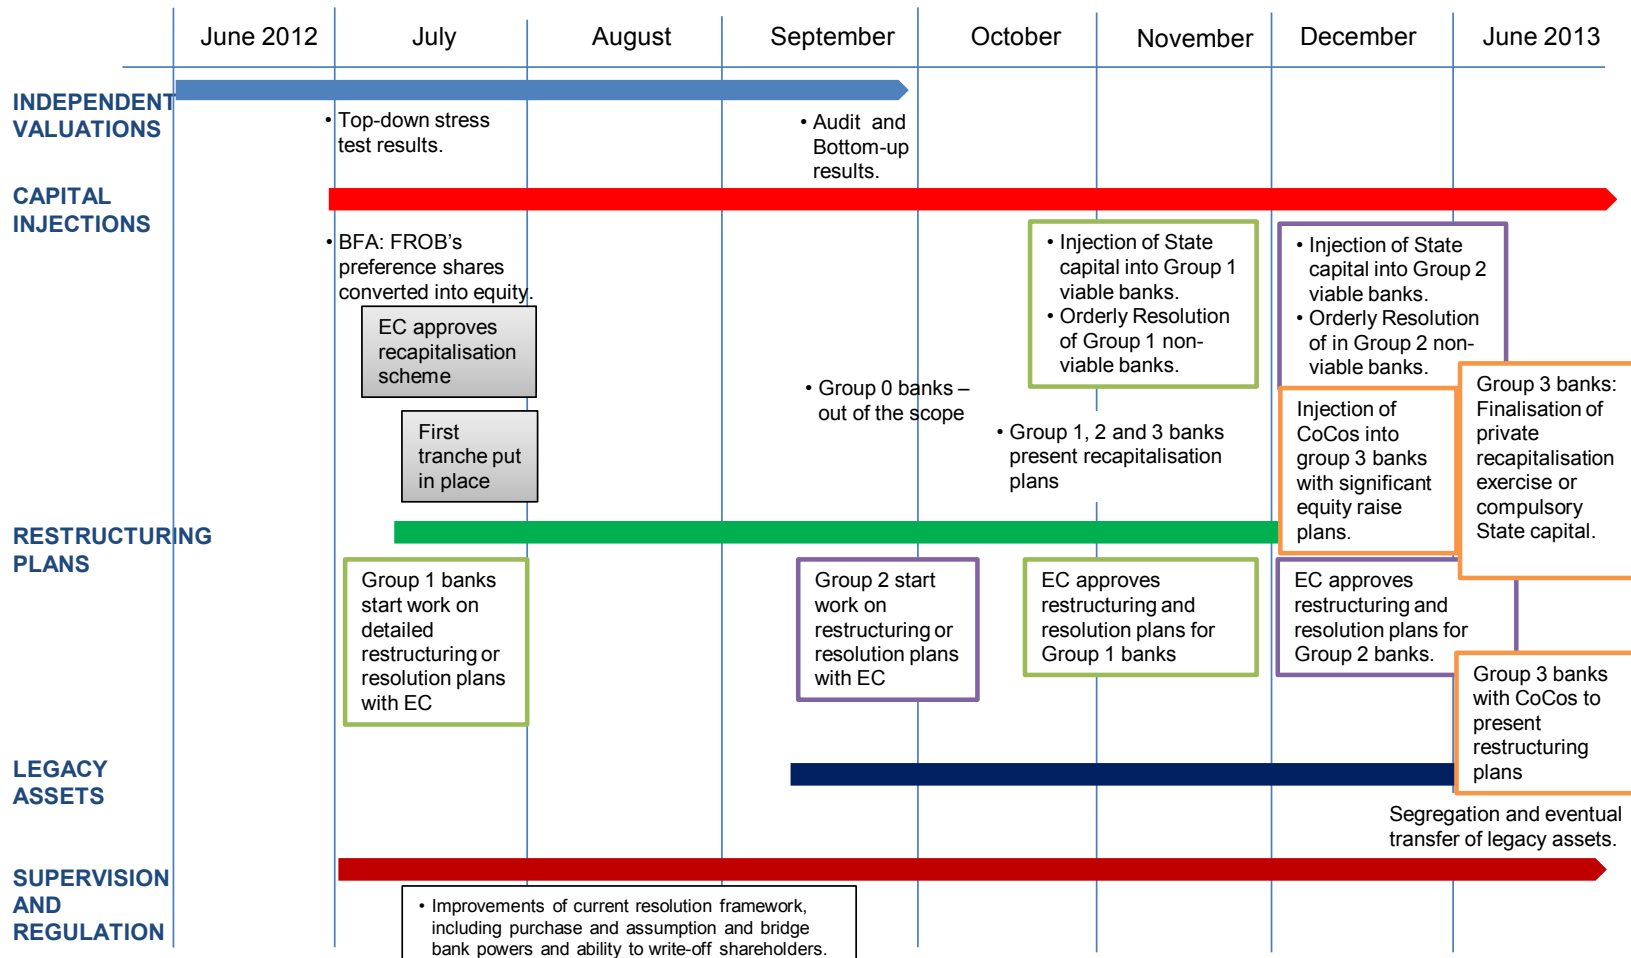 June 2012
July
August
September
October
November
December
June 2013
INDEPENDENT
VALUATIONS
• Top-down stress
test results.
• Audit and
Bottom-up
results.
CAPITAL
INJECTIONS
• BFA: FROB's
preference shares
converted into equity.
EC approves
recapitalisation
scheme
First
tranche put
in place
• Group 0 banks –
out of the scope
• Group 1, 2 and 3 banks
present recapitalisation
plans
• Injection of State
capital into Group 1
viable banks.
• Orderly Resolution
of Group 1 non-
viable banks.
• Injection of State
capital into Group 2
viable banks.
• Orderly Resolution
of in Group 2 non-
viable banks.
Injection of
CoCos into
group 3 banks
with significant
equity raise
plans.
Group 3 banks:
Finalisation of
private
recapitalisation
exercise or
compulsory
State capital.
RESTRUCTURING
PLANS
Group 1 banks
start work on
detailed
restructuring or
resolution plans
with EC
Group 2 start
work on
restructuring or
resolution plans
with EC
EC approves
restructuring and
resolution plans for
Group 1 banks
EC approves
restructuring and
resolution plans for
Group 2 banks.
Group 3 banks
with CoCos to
present
restructuring
plans
LEGACY
ASSETS
Segregation and eventual
transfer of legacy assets.
SUPERVISION
AND
REGULATION
• Improvements of current resolution framework,
including purchase and assumption and bridge
bank powers and ability to write-off shareholders.